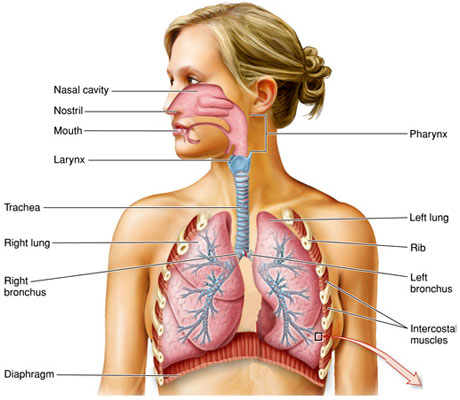 Nasal cavity
Nostril
Mouth
Pharynx
Larynx
Trachea
Left lung
Right lung
Rib
Right
bronchus
Left
bronchus
Intercostal
muscles
Diaphragm